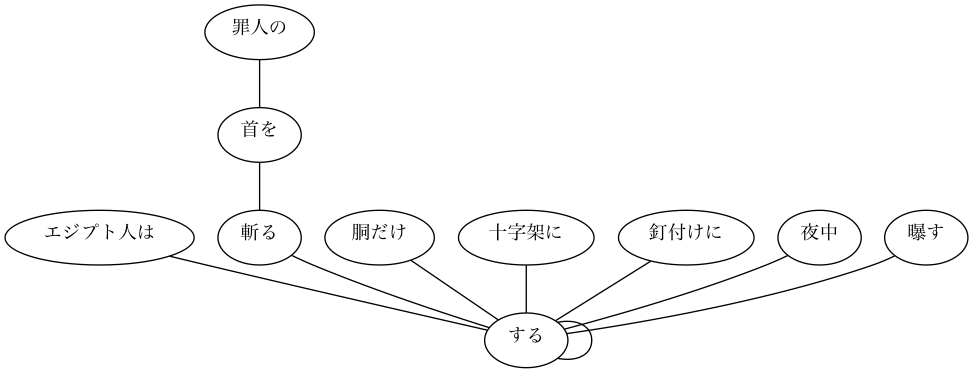 罪人の
首を
エジプト人は
斬る
胴だけ
十字架に
釘付けに
夜中
曝す
する